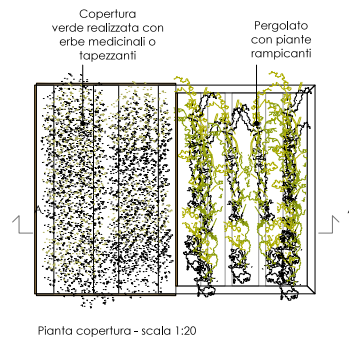 Copertura
verde realizzata con
erbe medicinali o
tapezzanti
Pergolato
con piante
rampicanti
A
Pianta copertura - scala 1:20